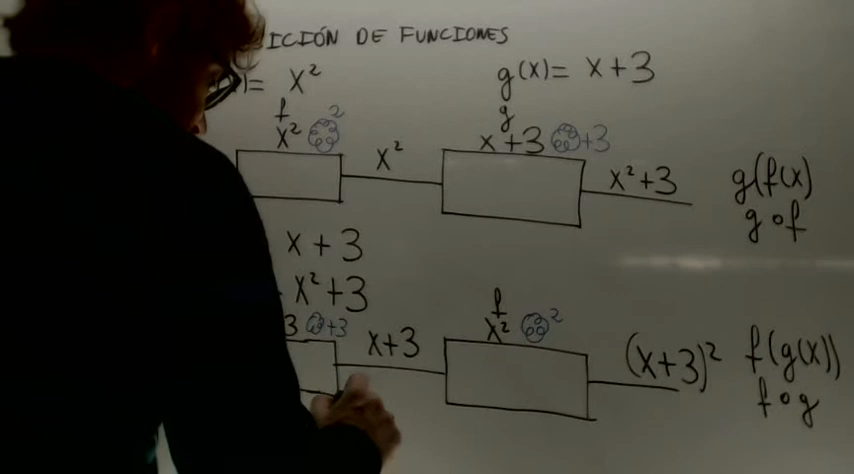 ICIÓN DE FUNCIONES
)= x² g(x)= x+3
f g
x² ² x+3 +3
x² x²+3 g(f(x)
g∘f
x+3
x²+3
f
3 +3 x² ²
x+3 (x+3)² f(g(x))
f∘g